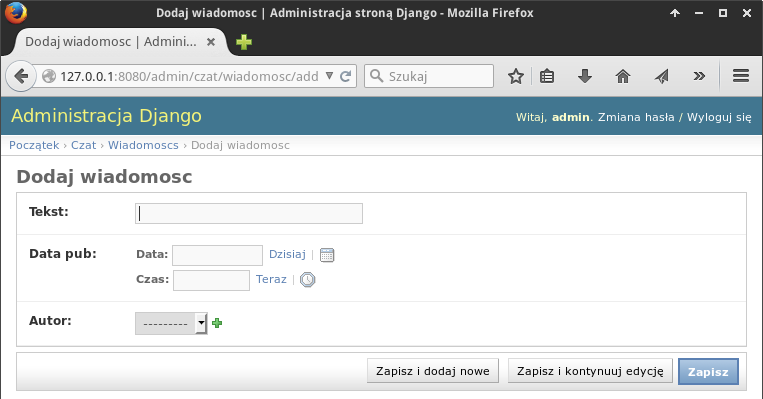 Dodaj wiadomosc | Administracja stroną Django - Mozilla Firefox
Dodaj wiadomosc | Admini...
127.0.0.1:8080/admin/czat/wiadomosc/add
Szukaj
Administracja Django
Witaj, admin. Zmiana hasła / Wyloguj się
Początek › Czat › Wiadomoscs › Dodaj wiadomosc
Dodaj wiadomosc
Tekst:
Data pub: Data: Dzisiaj |
Czas: Teraz |
Autor: ---------
Zapisz i dodaj nowe Zapisz i kontynuuj edycję Zapisz